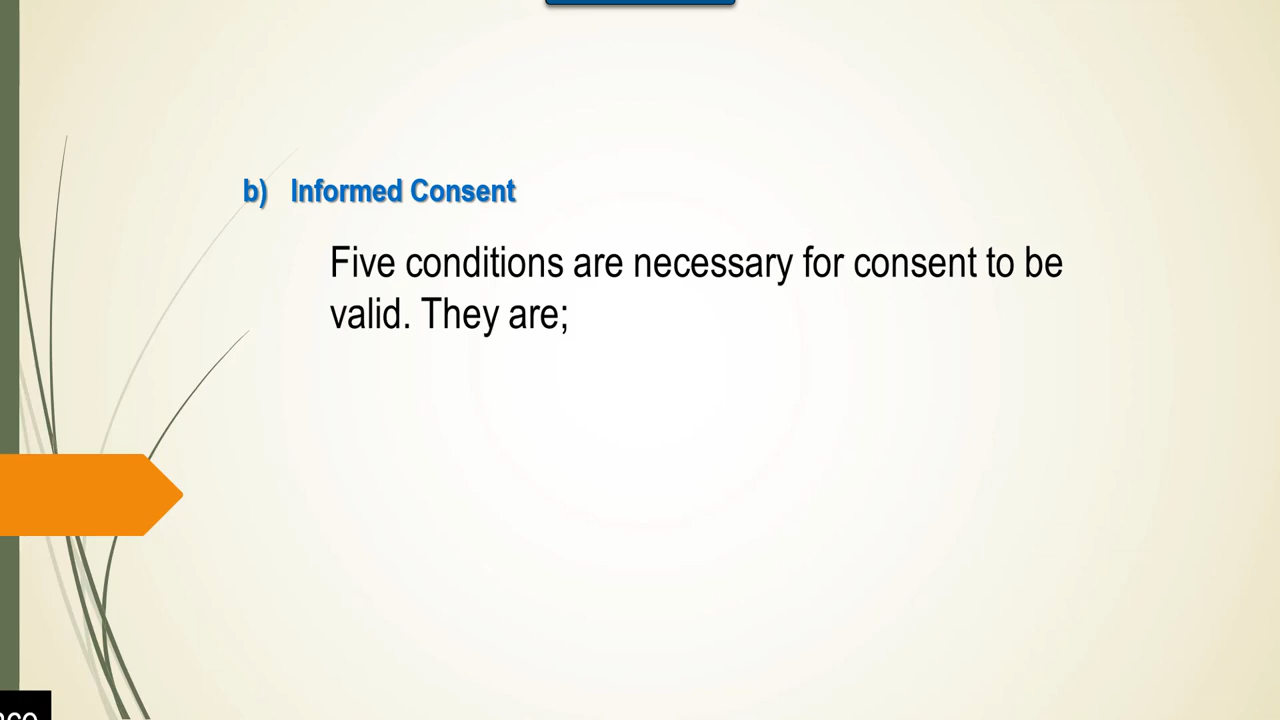 b) Informed Consent
Five conditions are necessary for consent to be
valid. They are;